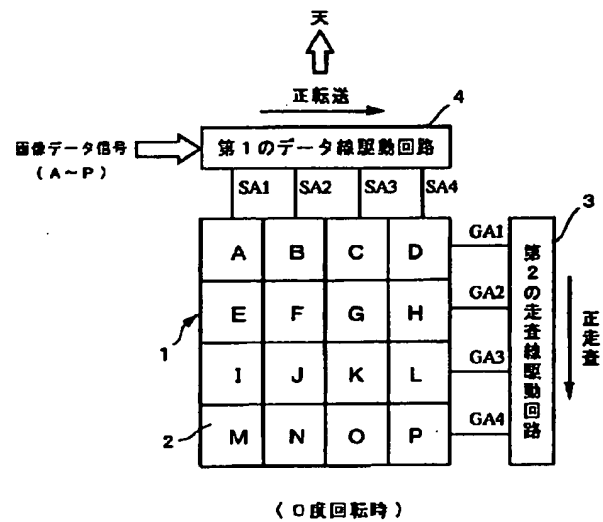 天
正転送
4
画像データ信号
(A~P)
第1のデータ線駆動回路
SA1 SA2 SA3 SA4
3
A B C D
GA1
E F G H
GA2
I J K L
GA3
M N O P
GA4
第2の走査線駆動回路
正走査
1
2
(0度回転時)